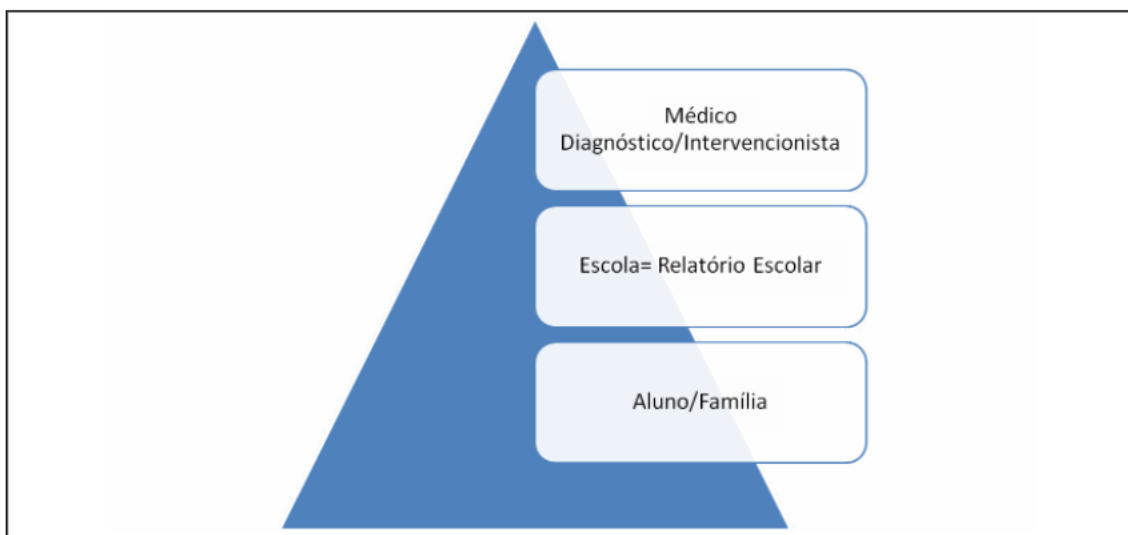 Médico
Diagnóstico/Intervencionista
Escola= Relatório Escolar
Aluno/Família